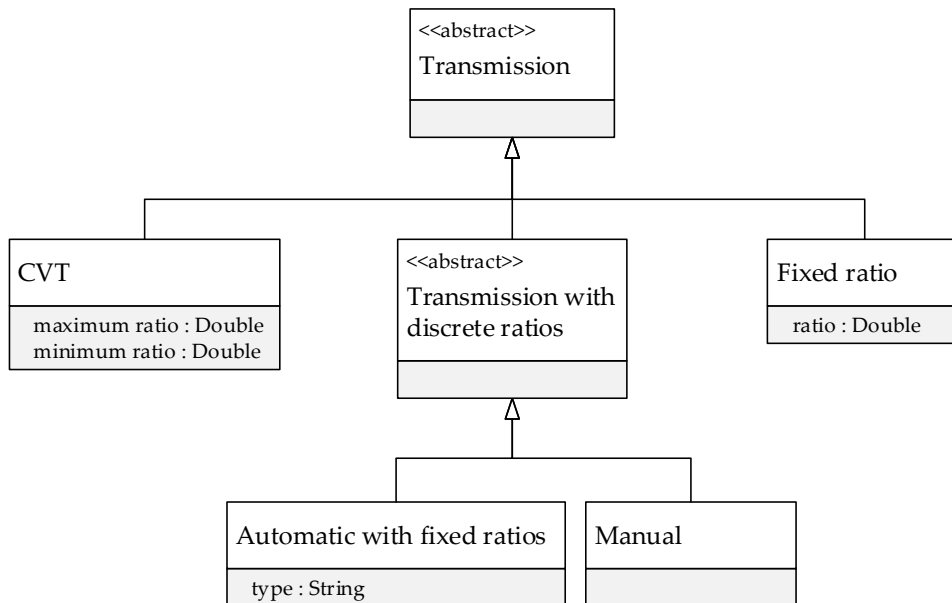 <<abstract>>
Transmission
CVT
maximum ratio : Double
minimum ratio : Double
<<abstract>>
Transmission with
discrete ratios
Fixed ratio
ratio : Double
Automatic with fixed ratios
type : String
Manual